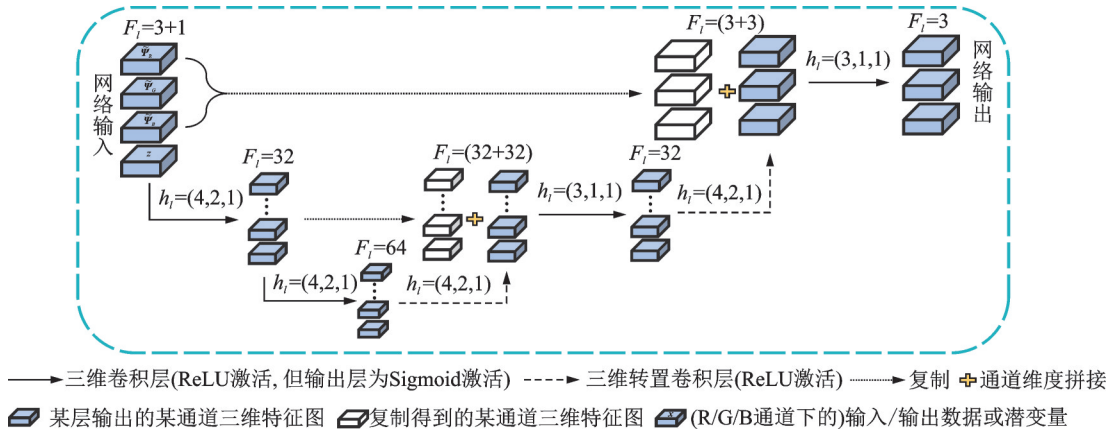 F_l=3+1
F_l=(3+3)
F_l=3
网络输入
Ψ̂_R
Ψ̂_G
Ψ̂_B
z
h_l=(3,1,1)
网络输出
F_l=32
F_l=(32+32)
F_l=32
h_l=(4,2,1)
h_l=(3,1,1)
h_l=(4,2,1)
F_l=64
h_l=(4,2,1)
h_l=(4,2,1)
三维卷积层(ReLU激活, 但输出层为Sigmoid激活)
三维转置卷积层(ReLU激活)
复制
通道维度拼接
某层输出的某通道三维特征图
复制得到的某通道三维特征图
(R/G/B通道下的)输入/输出数据或潜变量